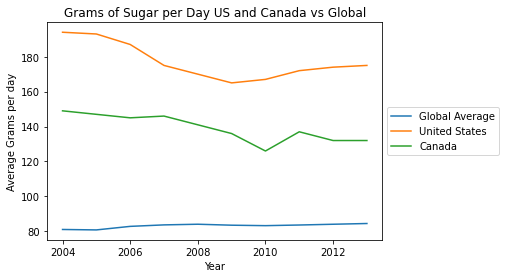 Grams of Sugar per Day US and Canada vs Global
Average Grams per day
180
160
140
120
100
80
2004
2006
2008
2010
2012
Year
Global Average
United States
Canada